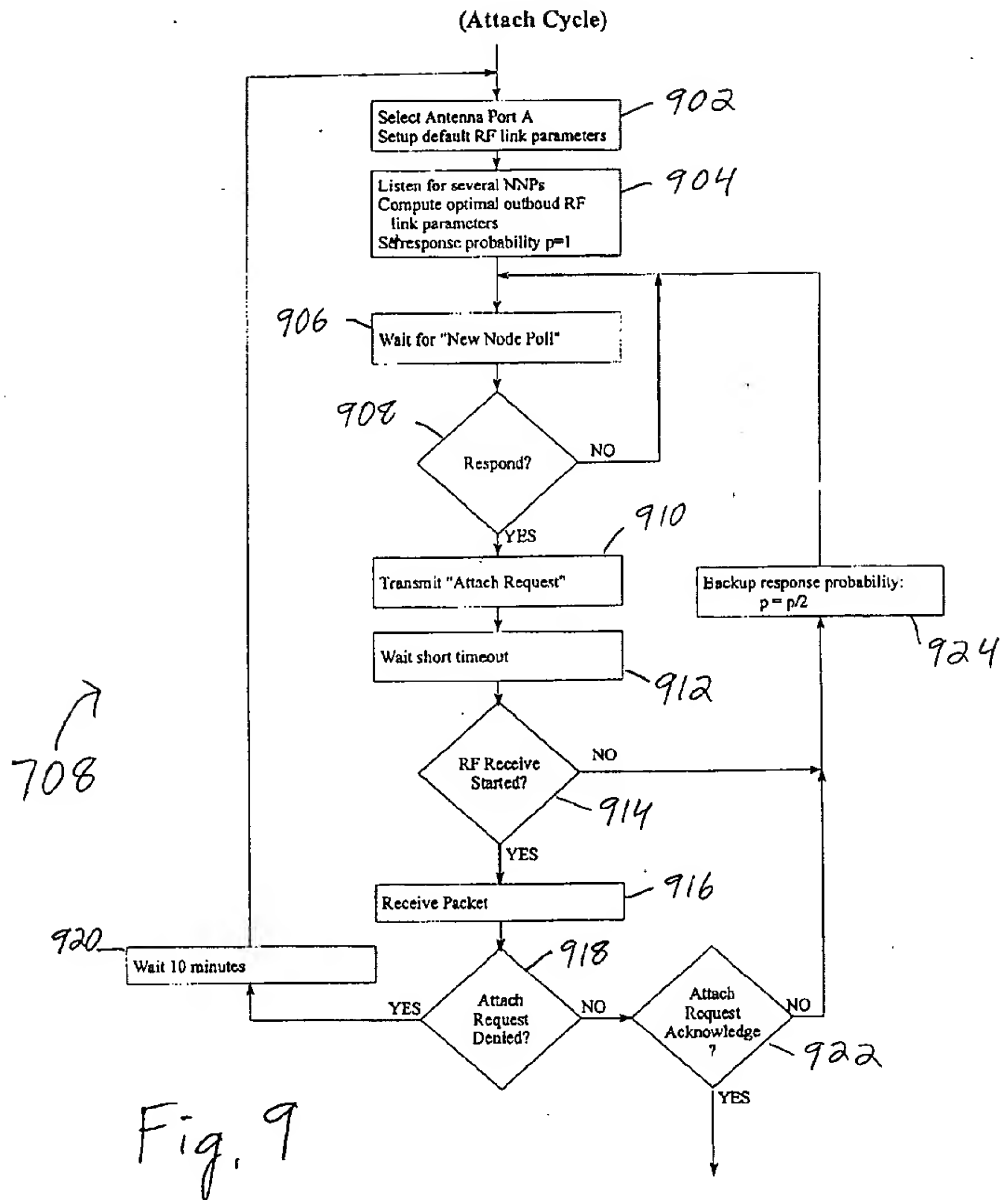 (Attach Cycle)
902
Select Antenna Port A
Setup default RF link parameters
904
Listen for several NNPs
Compute optimal outboud RF
link parameters
Set response probability p=1
906
Wait for "New Node Poll"
908
Respond?
NO
YES
910
Transmit "Attach Request"
Backup response probability:
p = p/2
924
Wait short timeout
912
708
RF Receive
Started?
NO
914
YES
Receive Packet
916
920
Wait 10 minutes
918
Attach
Request
Denied?
YES
NO
Attach
Request
Acknowledge
?
NO
922
YES
Fig. 9